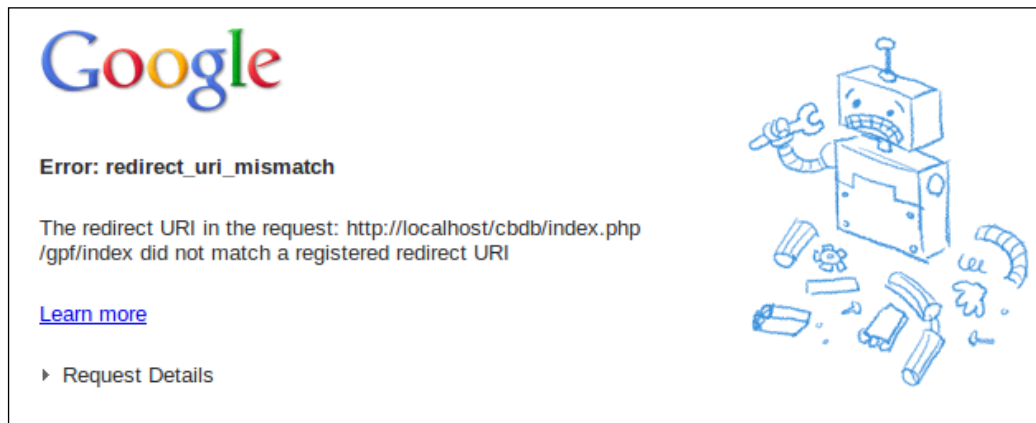 Google
Error: redirect_uri_mismatch
The redirect URI in the request: http://localhost/cbdb/index.php
/gpf/index did not match a registered redirect URI
Learn more
Request Details